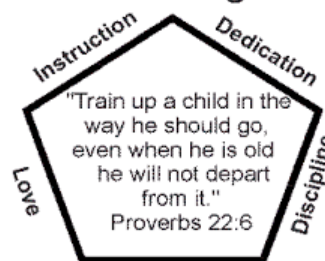 Instruction
Dedication
"Train up a child in the
way he should go,
even when he is old
he will not depart
from it."
Proverbs 22:6
Love
Discipline